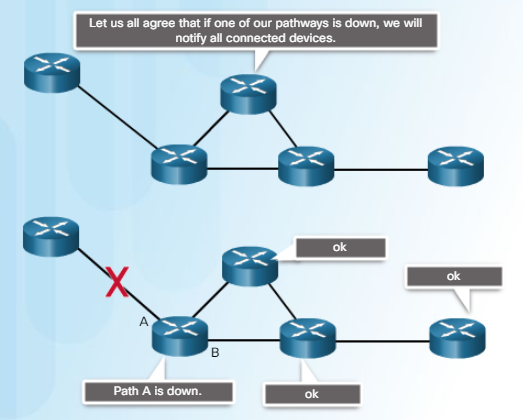 Let us all agree that if one of our pathways is down, we will
notify all connected devices.
ok
ok
A
B
Path A is down.
ok